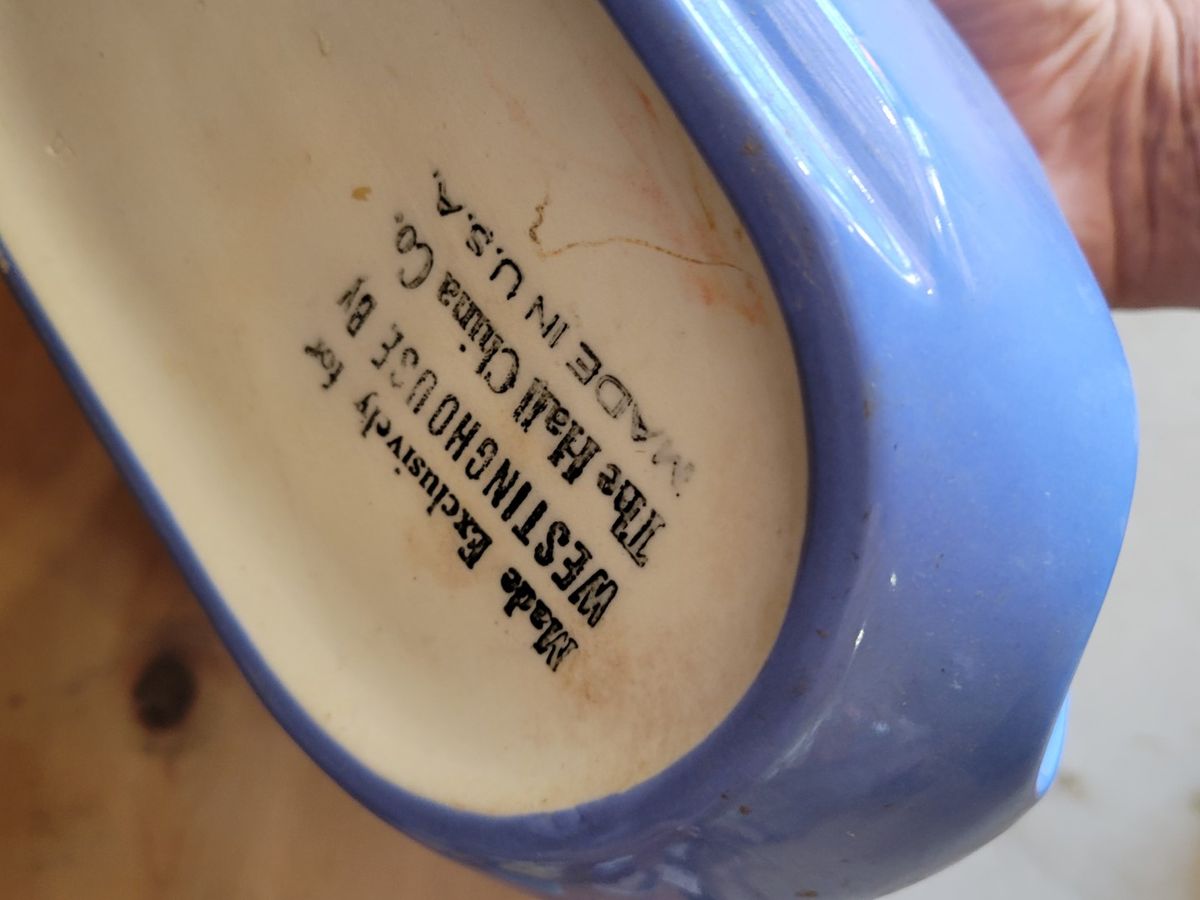 Made Exclusively for
WESTINGHOUSE BY
The Hall China Co.
MADE IN U.S.A.